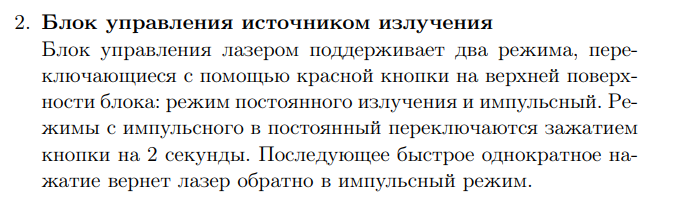 2. Блок управления источником излучения
Блок управления лазером поддерживает два режима, пере-
ключающиеся с помощью красной кнопки на верхней поверх-
ности блока: режим постоянного излучения и импульсный. Ре-
жимы с импульсного в постоянный переключаются зажатием
кнопки на 2 секунды. Последующее быстрое однократное на-
жатие вернет лазер обратно в импульсный режим.